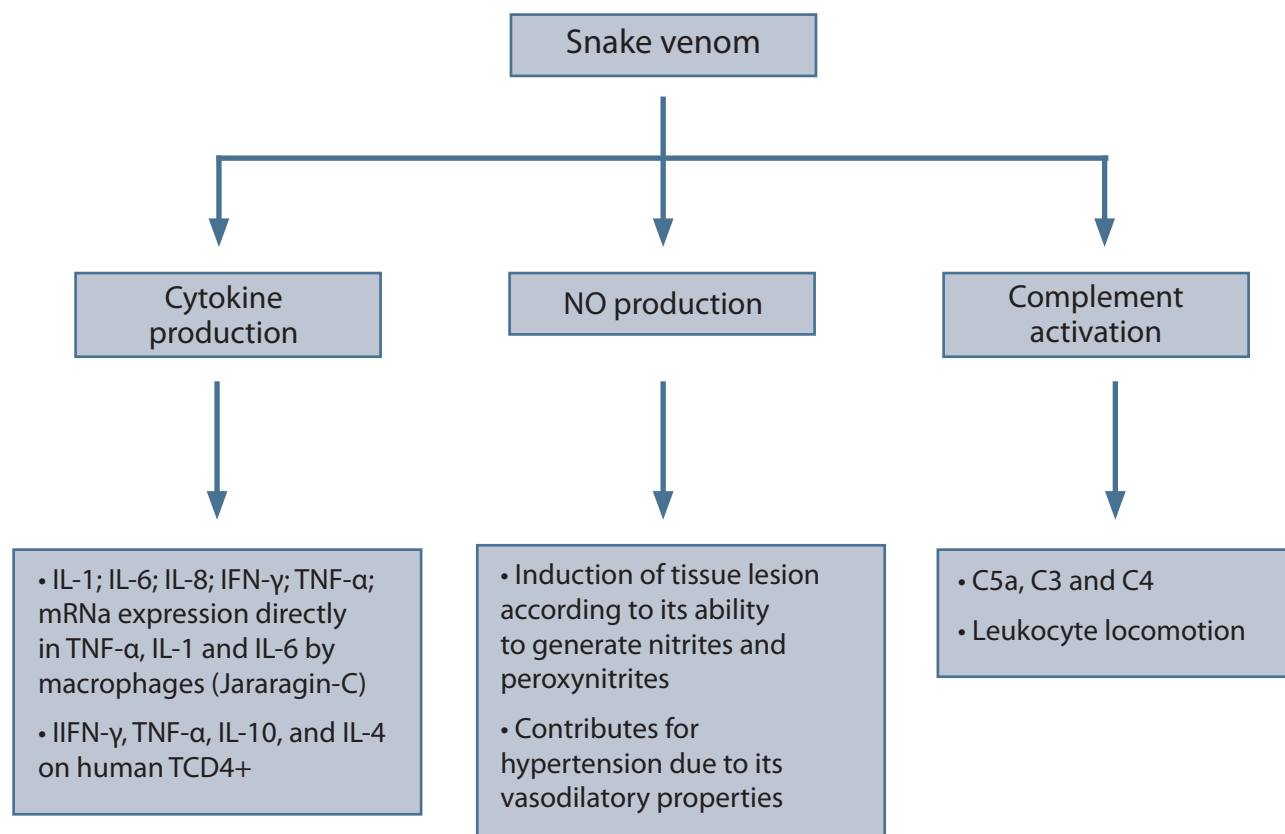 Snake venom
Cytokine
production
NO production
Complement
activation
• IL-1; IL-6; IL-8; IFN-γ; TNF-α;
mRNa expression directly
in TNF-α, IL-1 and IL-6 by
macrophages (Jararagin-C)
• IIFN-γ, TNF-α, IL-10, and IL-4
on human TCD4+
• Induction of tissue lesion
according to its ability
to generate nitrites and
peroxynitrites
• Contributes for
hypertension due to its
vasodilatory properties
• C5a, C3 and C4
• Leukocyte locomotion